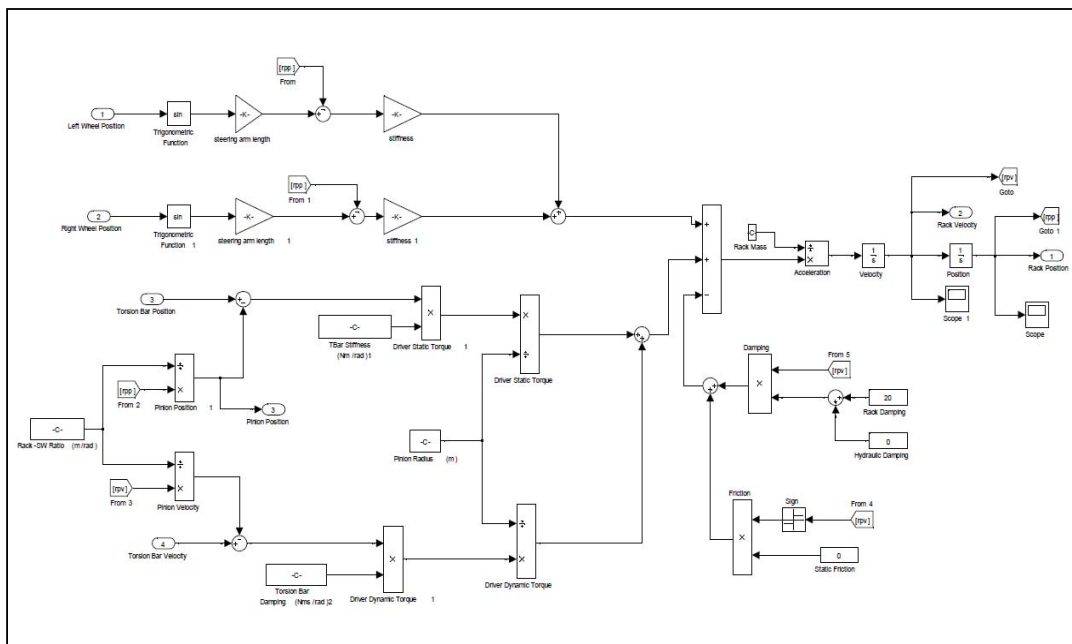 [rpp]
From
1
Left Wheel Position
sin
Trigonometric
Function
-K-
steering arm length
-K-
stiffness
[rpp]
From 1
2
Right Wheel Position
sin
Trigonometric
Function 1
-K-
steering arm length 1
-K-
stiffness 1
-C-
Rack Mass
÷
×
Acceleration
1
s
Velocity
1
s
Position
[rpv]
Goto
2
Rack Velocity
[rpp]
Goto 1
1
Rack Position
Scope 1
Scope
3
Torsion Bar Position
-C-
TBar Stiffness
(Nm /rad )1
×
Driver Static Torque 1
×
÷
Driver Static Torque
÷
×
Pinion Position 1
[rpp]
From 2
3
Pinion Position
-C-
Rack -SW Ratio (m /rad )
-C-
Pinion Radius (m )
÷
×
Pinion Velocity
[rpv]
From 3
4
Torsion Bar Velocity
-C-
Torsion Bar
Damping (Nms /rad )2
×
Driver Dynamic Torque 1
÷
×
Driver Dynamic Torque
Damping
×
From 5
[rpv]
20
Rack Damping
0
Hydraulic Damping
Friction
×
Sign
From 4
[rpv]
0
Static Friction